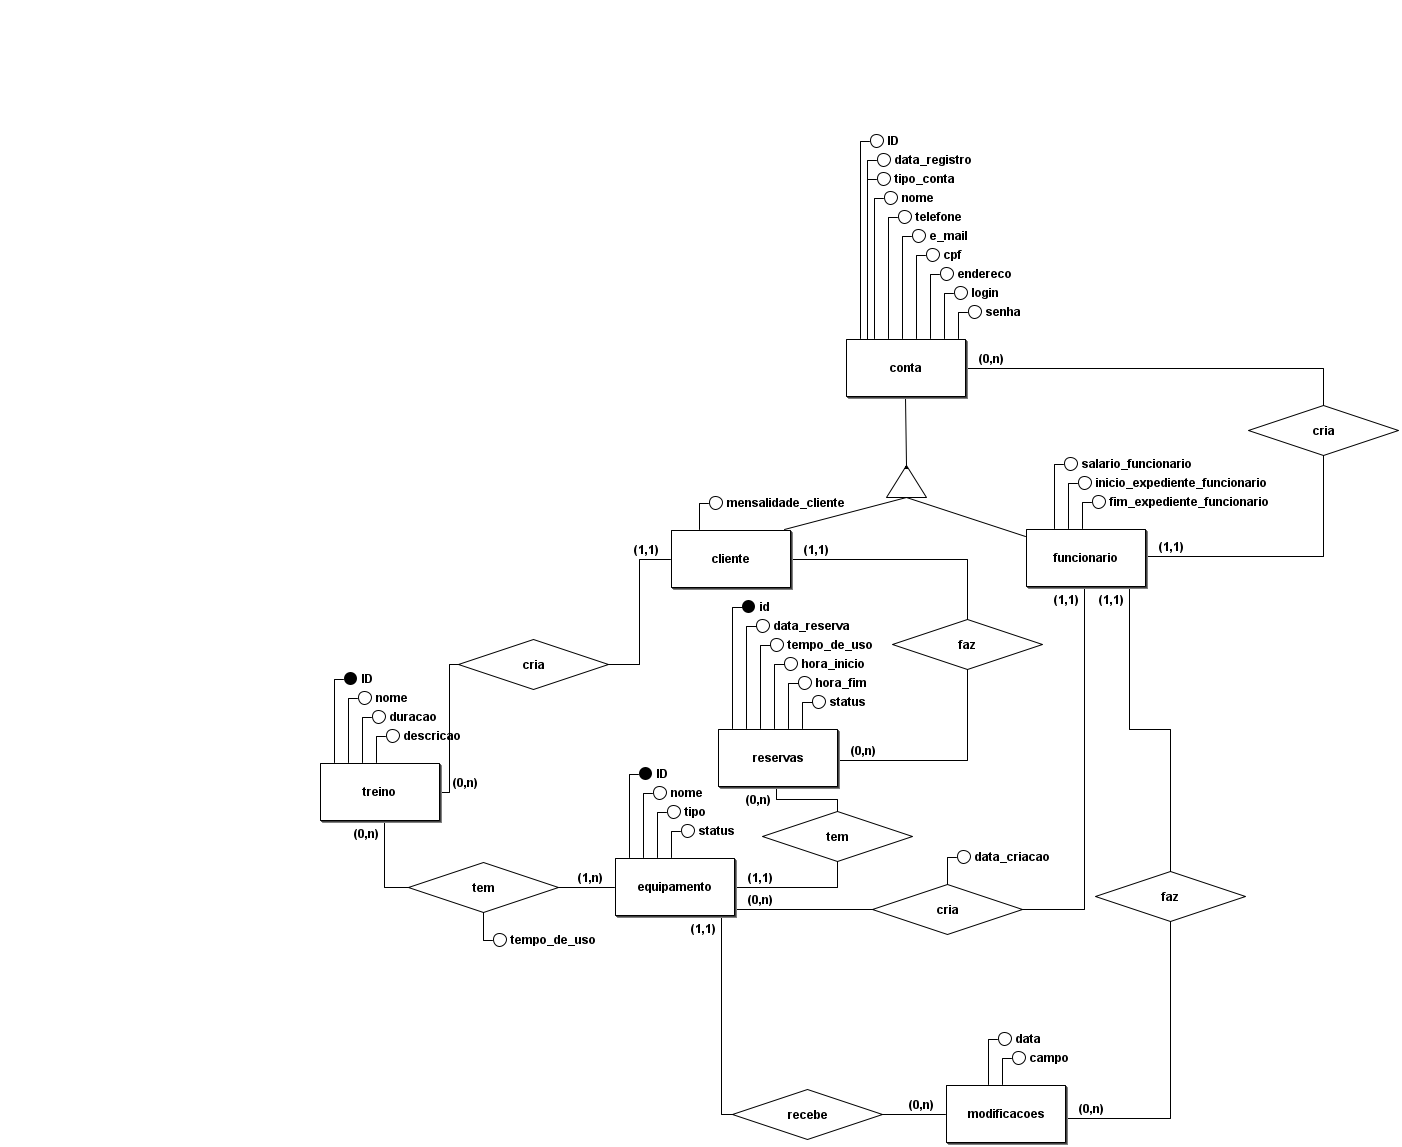 ID
data_registro
tipo_conta
nome
telefone
e_mail
cpf
endereco
login
senha
conta
(0,n)
cria
salario_funcionario
inicio_expediente_funcionario
fim_expediente_funcionario
mensalidade_cliente
(1,1)
cliente
(1,1)
funcionario
(1,1)
(1,1)
(1,1)
id
data_reserva
tempo_de_uso
hora_inicio
hora_fim
status
faz
cria
ID
nome
duracao
descricao
reservas
(0,n)
treino
(0,n)
(0,n)
ID
nome
tipo
status
(0,n)
tem
tem
(1,n)
equipamento
(1,1)
(0,n)
data_criacao
cria
faz
(1,1)
tempo_de_uso
data
campo
recebe
(0,n)
modificacoes
(0,n)